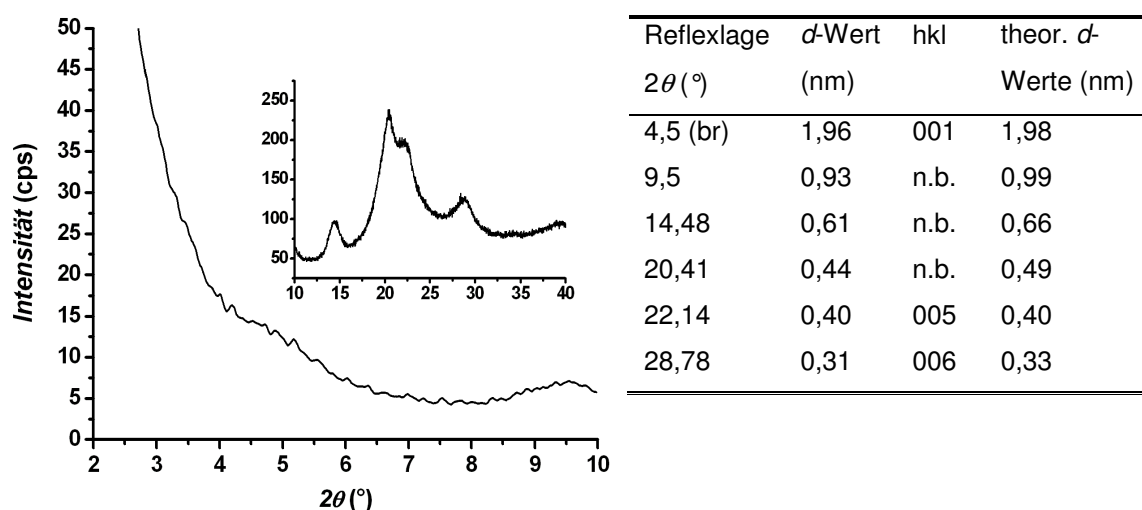 50
45
40
35
30
25
20
15
10
5
0
Intensität (cps)
2 3 4 5 6 7 8 9 10
2θ (°)
250
200
150
100
50
10 15 20 25 30 35 40
Reflexlage d-Wert hkl theor. d-
2θ (°) (nm) Werte (nm)
4,5 (br) 1,96 001 1,98
9,5 0,93 n.b. 0,99
14,48 0,61 n.b. 0,66
20,41 0,44 n.b. 0,49
22,14 0,40 005 0,40
28,78 0,31 006 0,33